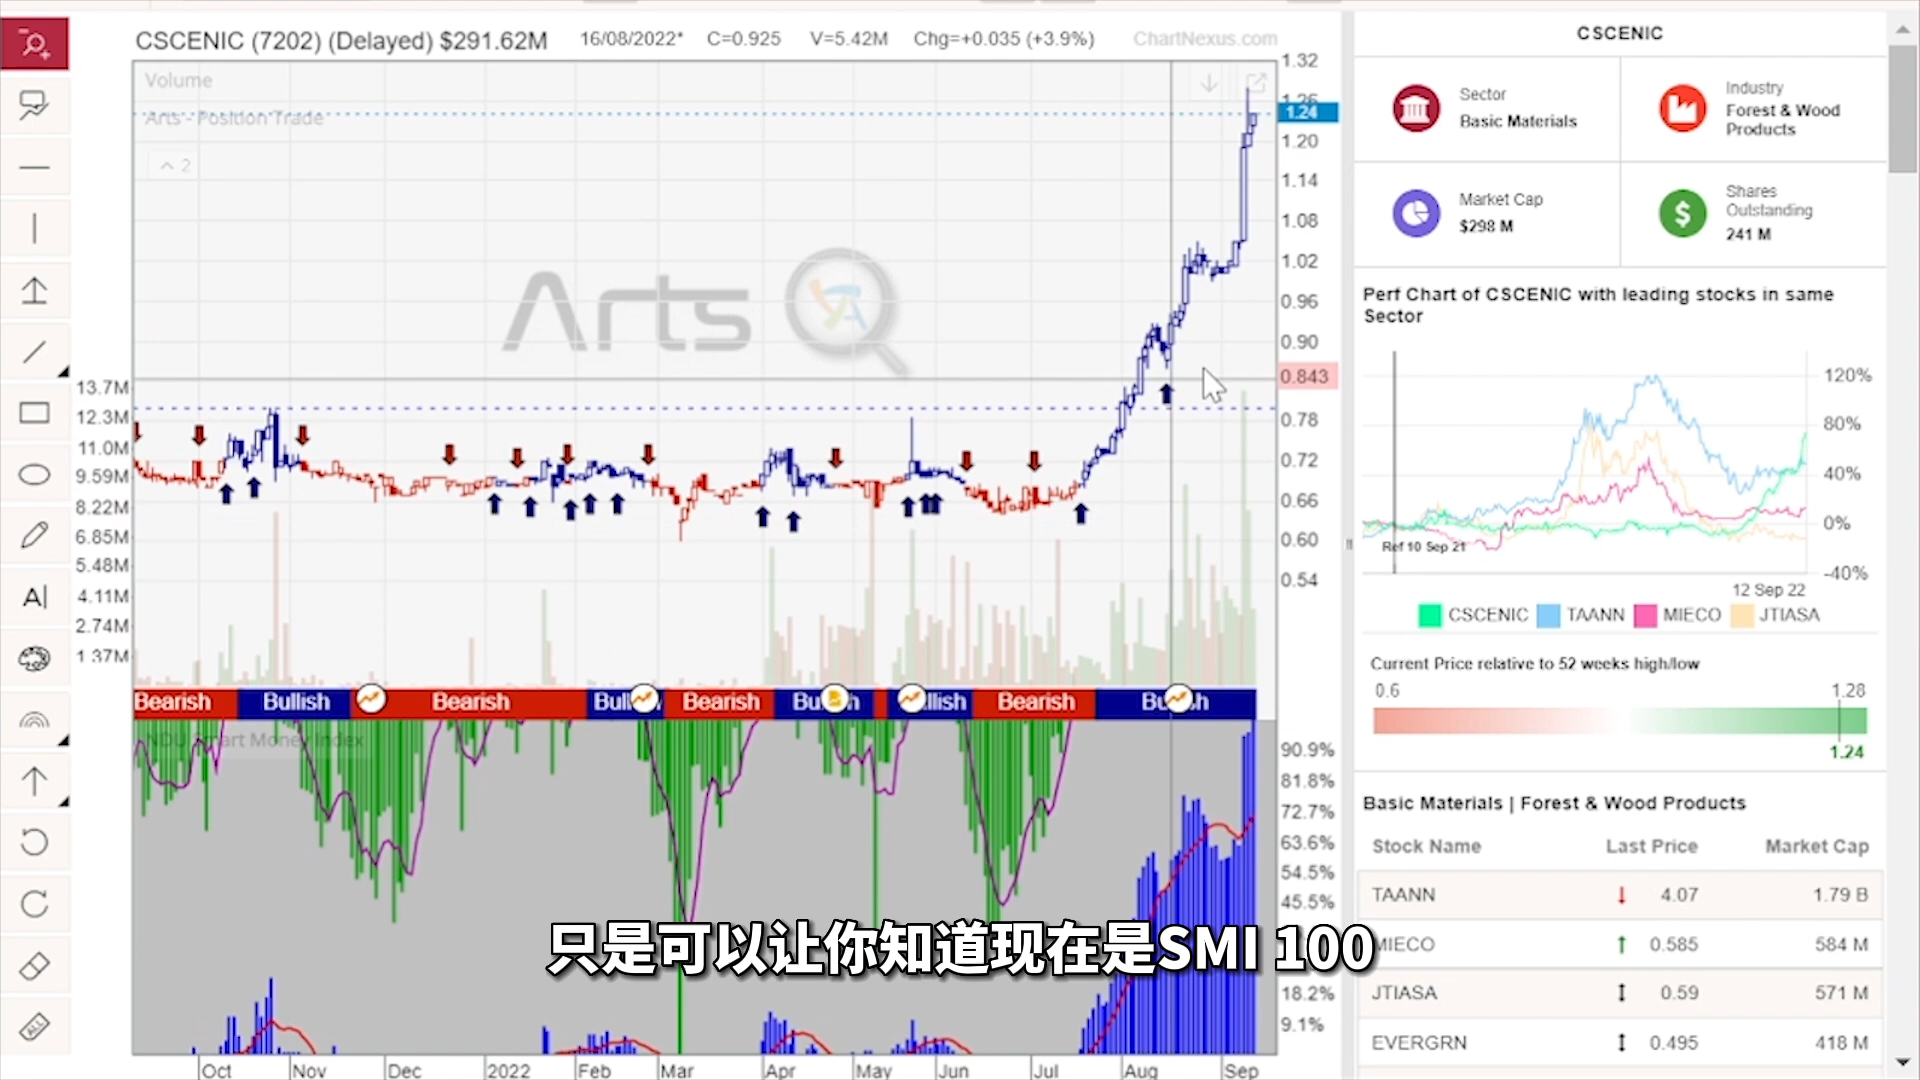 CSCENIC (7202) (Delayed) $291.62M 16/08/2022* C=0.925 V=5.42M Chg=+0.035 (+3.9%) ChartNexus.com
Volume
Arts - Position Trade
2
Arts
1.32
1.26
1.24
1.20
1.14
1.08
1.02
0.96
0.90
0.843
0.78
0.72
0.66
0.60
0.54
13.7M
12.3M
11.0M
9.59M
8.22M
6.85M
5.48M
4.11M
2.74M
1.37M
Bearish Bullish Bearish Bearish Bearish
NDU Smart Money Index
90.9%
81.8%
72.7%
63.6%
54.5%
45.5%
18.2%
9.1%
只是可以让你知道现在是SMI 100
Oct Nov Dec 2022 Feb Mar Apr May Jun Jul Aug Sep
AI
ALL
CSCENIC
Sector
Basic Materials
Industry
Forest & Wood
Products
Market Cap
$298 M
Shares
Outstanding
241 M
Perf Chart of CSCENIC with leading stocks in same
Sector
120%
80%
40%
0%
-40%
Ref 10 Sep 21
12 Sep 22
CSCENIC TAANN MIECO JTIASA
Current Price relative to 52 weeks high/low
0.6 1.28
1.24
Basic Materials | Forest & Wood Products
Stock Name Last Price Market Cap
TAANN 4.07 1.79 B
MIECO 0.585 584 M
JTIASA 0.59 571 M
EVERGRN 0.495 418 M